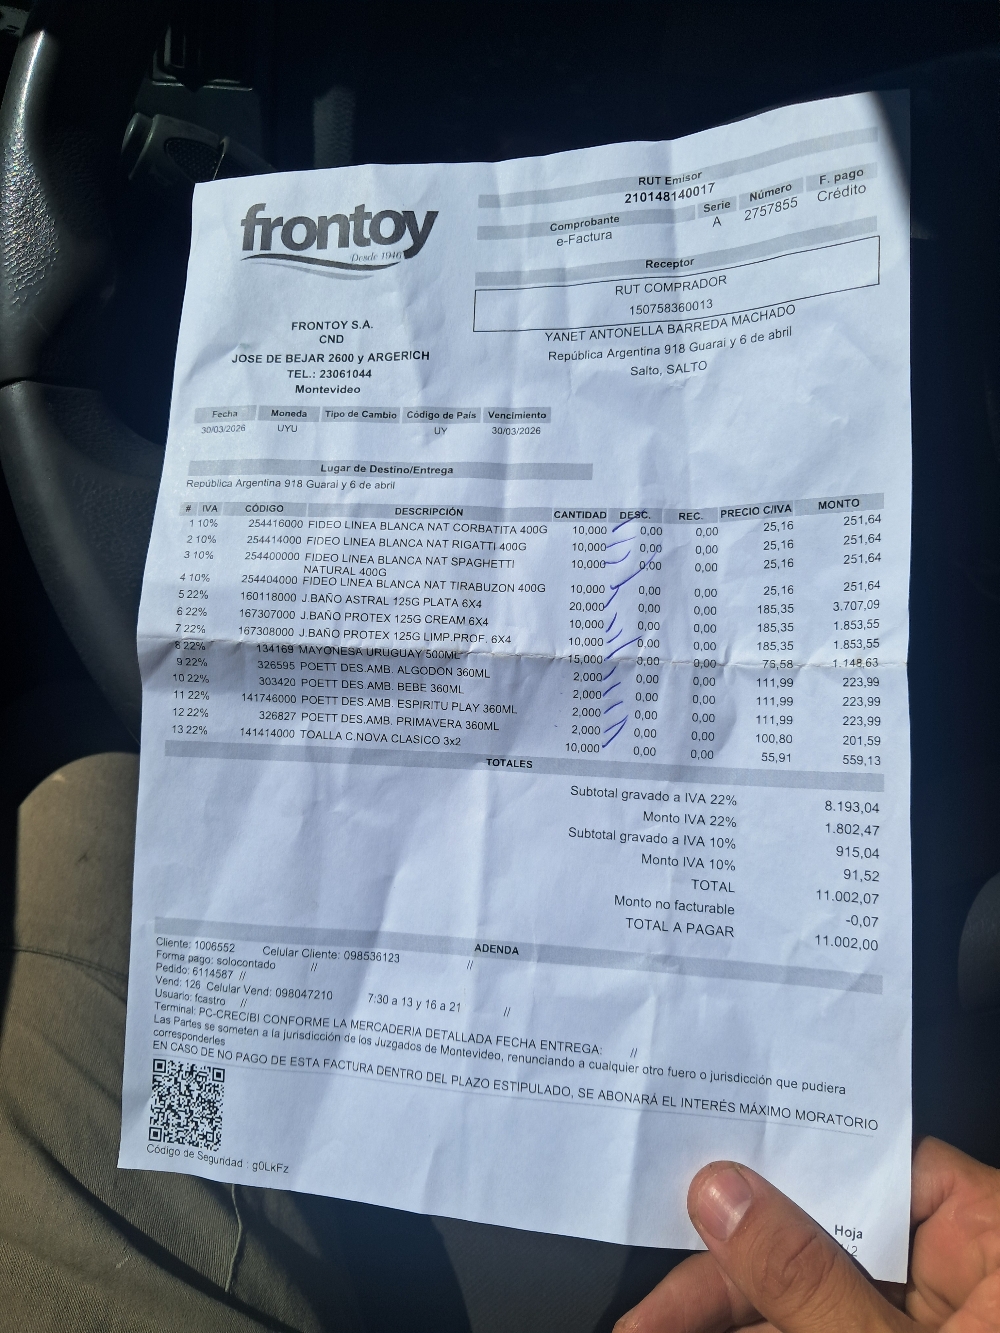 frontoy
Desde 1946
RUT Emisor
210148140017
Comprobante Serie Número F. pago
e-Factura A 2757855 Crédito
Receptor
RUT COMPRADOR
150758360013
YANET ANTONELLA BARREDA MACHADO
República Argentina 918 Guarai y 6 de abril
Salto, SALTO
FRONTOY S.A.
CND
JOSE DE BEJAR 2600 y ARGERICH
TEL.: 23061044
Montevideo
Fecha Moneda Tipo de Cambio Código de País Vencimiento
30/03/2026 UYU UY 30/03/2026
Lugar de Destino/Entrega
República Argentina 918 Guarai y 6 de abril
# IVA CÓDIGO DESCRIPCIÓN CANTIDAD DESC. REC. PRECIO C/IVA MONTO
1 10% 254416000 FIDEO LINEA BLANCA NAT CORBATITA 400G 10,000 0,00 0,00 25,16 251,64
2 10% 254414000 FIDEO LINEA BLANCA NAT RIGATTI 400G 10,000 0,00 0,00 25,16 251,64
3 10% 254400000 FIDEO LINEA BLANCA NAT SPAGHETTI 10,000 0,00 0,00 25,16 251,64
NATURAL 400G
4 10% 254404000 FIDEO LINEA BLANCA NAT TIRABUZON 400G 10,000 0,00 0,00 25,16 251,64
5 22% 160118000 J.BAÑO ASTRAL 125G PLATA 6X4 20,000 0,00 0,00 185,35 3.707,09
6 22% 167307000 J.BAÑO PROTEX 125G CREAM 6X4 10,000 0,00 0,00 185,35 1.853,55
7 22% 167308000 J.BAÑO PROTEX 125G LIMP.PROF. 6X4 10,000 0,00 0,00 185,35 1.853,55
8 22% 134169 MAYONESA URUGUAY 500ML 15,000 0,00 0,00 76,58 1.148,63
9 22% 326595 POETT DES.AMB. ALGODON 360ML 2,000 0,00 0,00 111,99 223,99
10 22% 303420 POETT DES.AMB. BEBE 360ML 2,000 0,00 0,00 111,99 223,99
11 22% 141746000 POETT DES.AMB. ESPIRITU PLAY 360ML 2,000 0,00 0,00 111,99 223,99
12 22% 326827 POETT DES.AMB. PRIMAVERA 360ML 2,000 0,00 0,00 100,80 201,59
13 22% 141414000 TOALLA C.NOVA CLASICO 3x2 10,000 0,00 0,00 55,91 559,13
TOTALES
Subtotal gravado a IVA 22% 8.193,04
Monto IVA 22% 1.802,47
Subtotal gravado a IVA 10% 915,04
Monto IVA 10% 91,52
TOTAL 11.002,07
Monto no facturable -0,07
TOTAL A PAGAR 11.002,00
ADENDA
Cliente: 1006552 Celular Cliente: 098536123 //
Forma pago: solocontado //
Pedido: 6114587 //
Vend: 126 Celular Vend: 098047210 7:30 a 13 y 16 a 21 //
Usuario: fcastro //
Terminal: PC-CRECIBI CONFORME LA MERCADERIA DETALLADA FECHA ENTREGA: //
Las Partes se someten a la jurisdicción de los Juzgados de Montevideo, renunciando a cualquier otro fuero o jurisdicción que pudiera
corresponderles
EN CASO DE NO PAGO DE ESTA FACTURA DENTRO DEL PLAZO ESTIPULADO, SE ABONARÁ EL INTERÉS MÁXIMO MORATORIO
Código de Seguridad : g0LkFz
Hoja
/2